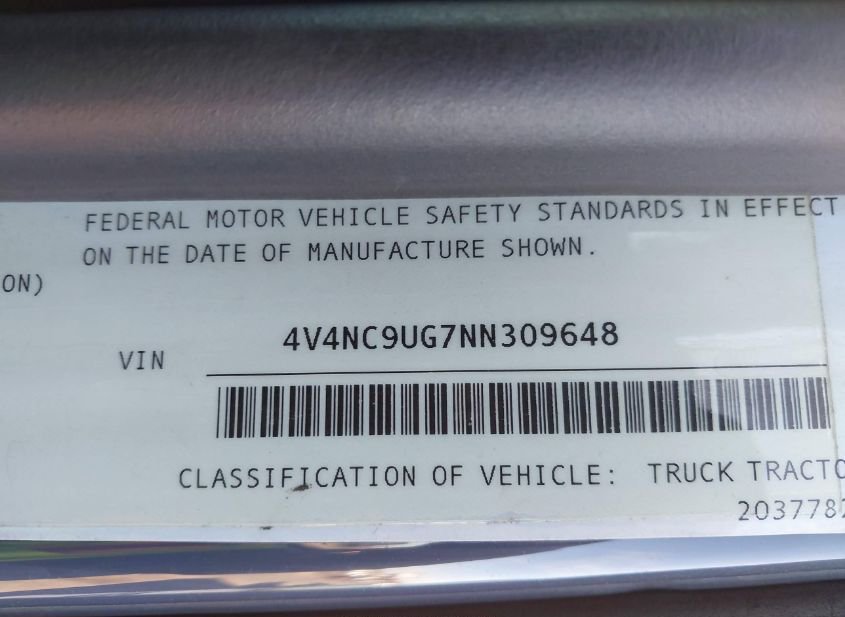 FEDERAL MOTOR VEHICLE SAFETY STANDARDS IN EFFECT
ON THE DATE OF MANUFACTURE SHOWN.
ON)
VIN 4V4NC9UG7NN309648
CLASSIFICATION OF VEHICLE: TRUCK TRACTO
203778